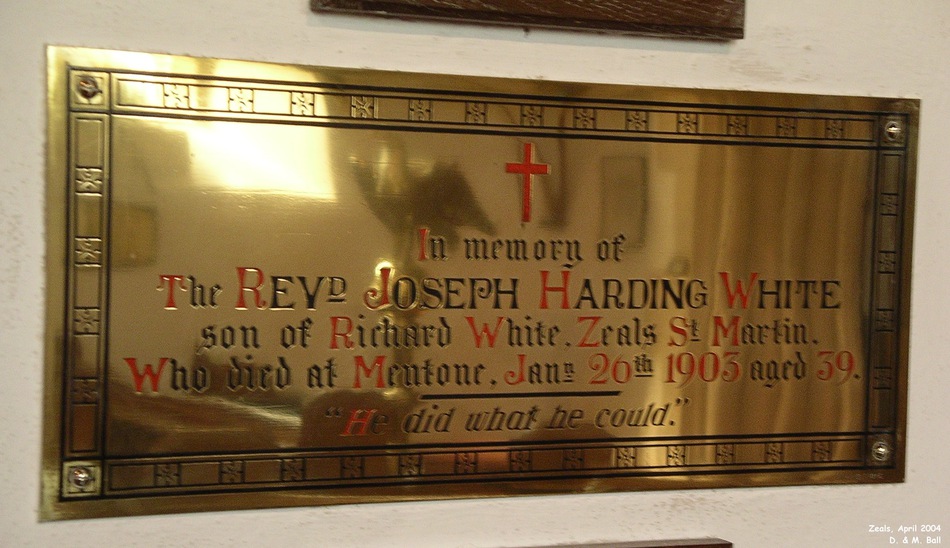 In memory of
The REVD JOSEPH HARDING WHITE
son of Richard White. Zeals St Martin.
Who died at Mentone. Jany 26th 1903 aged 39.
"He did what he could."
Zeals, April 2004
D. & M. Ball